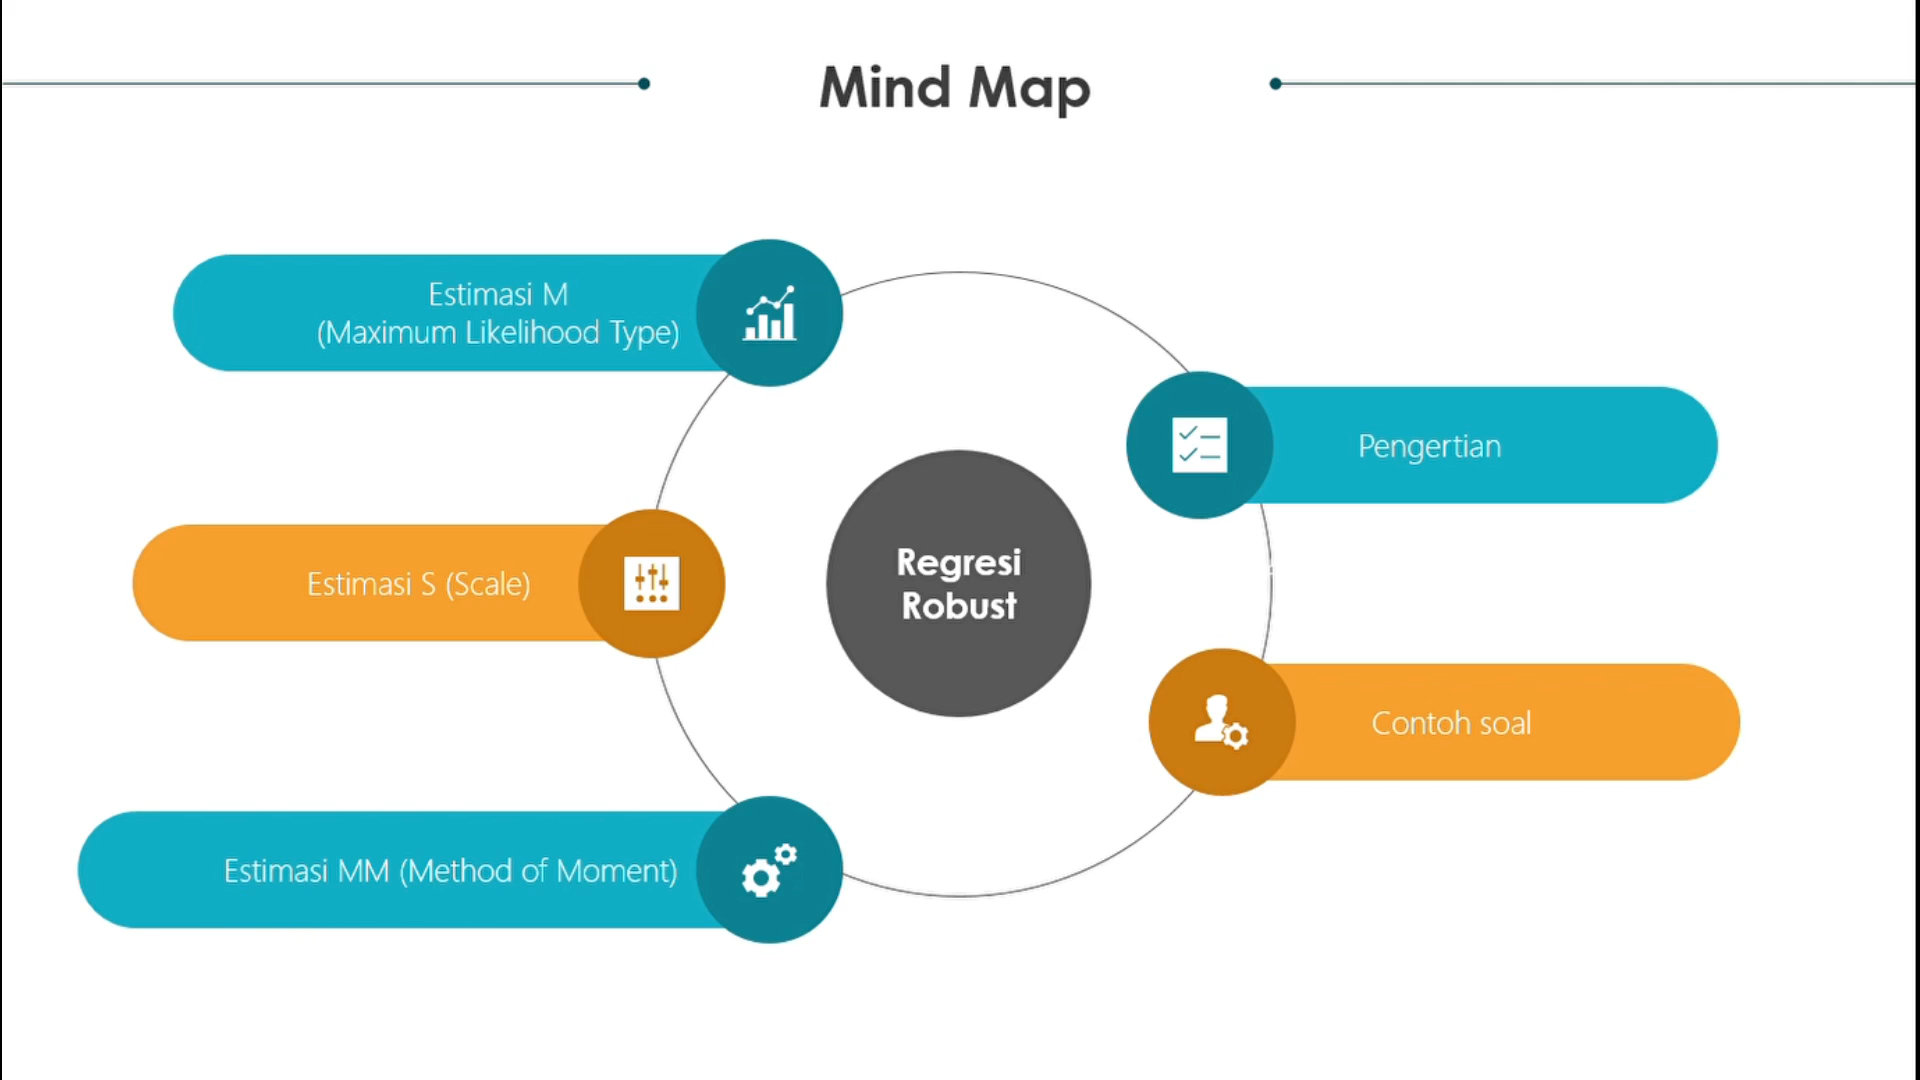 Mind Map
Estimasi M
(Maximum Likelihood Type)
Pengertian
Regresi
Robust
Estimasi S (Scale)
Contoh soal
Estimasi MM (Method of Moment)